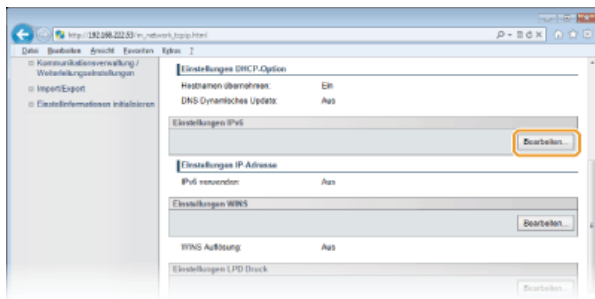 http://192.168.222.53/m_network_tcpip.html
Datei Bearbeiten Ansicht Favoriten Extras ?
Kommunikationsverwaltung /
Weiterleitungseinstellungen
Import/Export
Einstellinformationen initialisieren
Einstellungen DHCP-Option
Hostnamen übernehmen: Ein
DNS Dynamisches Update: Aus
Einstellungen IPv6
Bearbeiten...
Einstellungen IP-Adresse
IPv6 verwenden: Aus
Einstellungen WINS
Bearbeiten...
WINS Auflösung: Aus
Einstellungen LPD Druck
Bearbeiten...